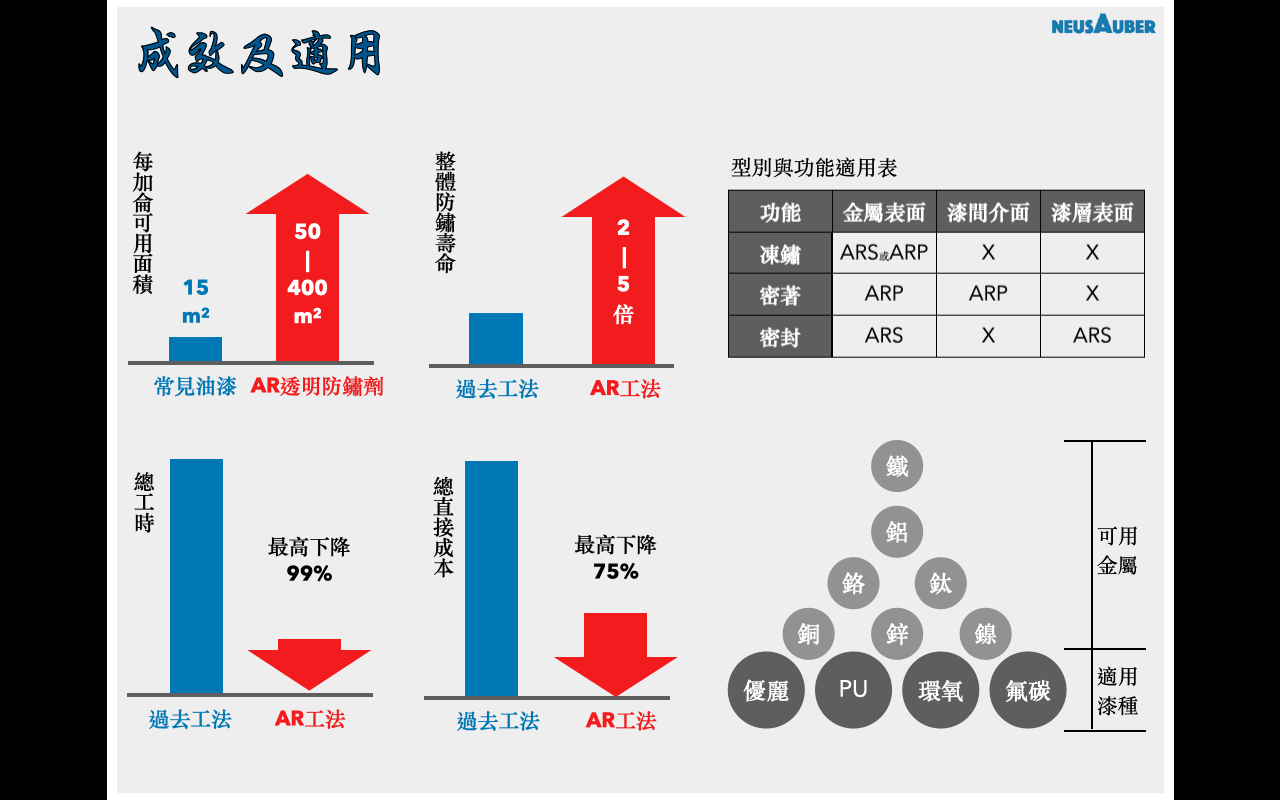 成效及適用
NEUSAUBER
每加侖可用面積
15
m²
50
|
400
m²
常見油漆
AR透明防鏽劑
整體防鏽壽命
2
|
5
倍
過去工法
AR工法
型別與功能適用表
功能 金屬表面 漆間介面 漆層表面
凍鏽 ARS或ARP X X
密著 ARP ARP X
密封 ARS X ARS
總工時
最高下降
99%
過去工法
AR工法
總直接成本
最高下降
75%
過去工法
AR工法
鐵
鋁
鉻 鈦
銅 鋅 鎳
優麗 PU 環氧 氟碳
可用
金屬
適用
漆種